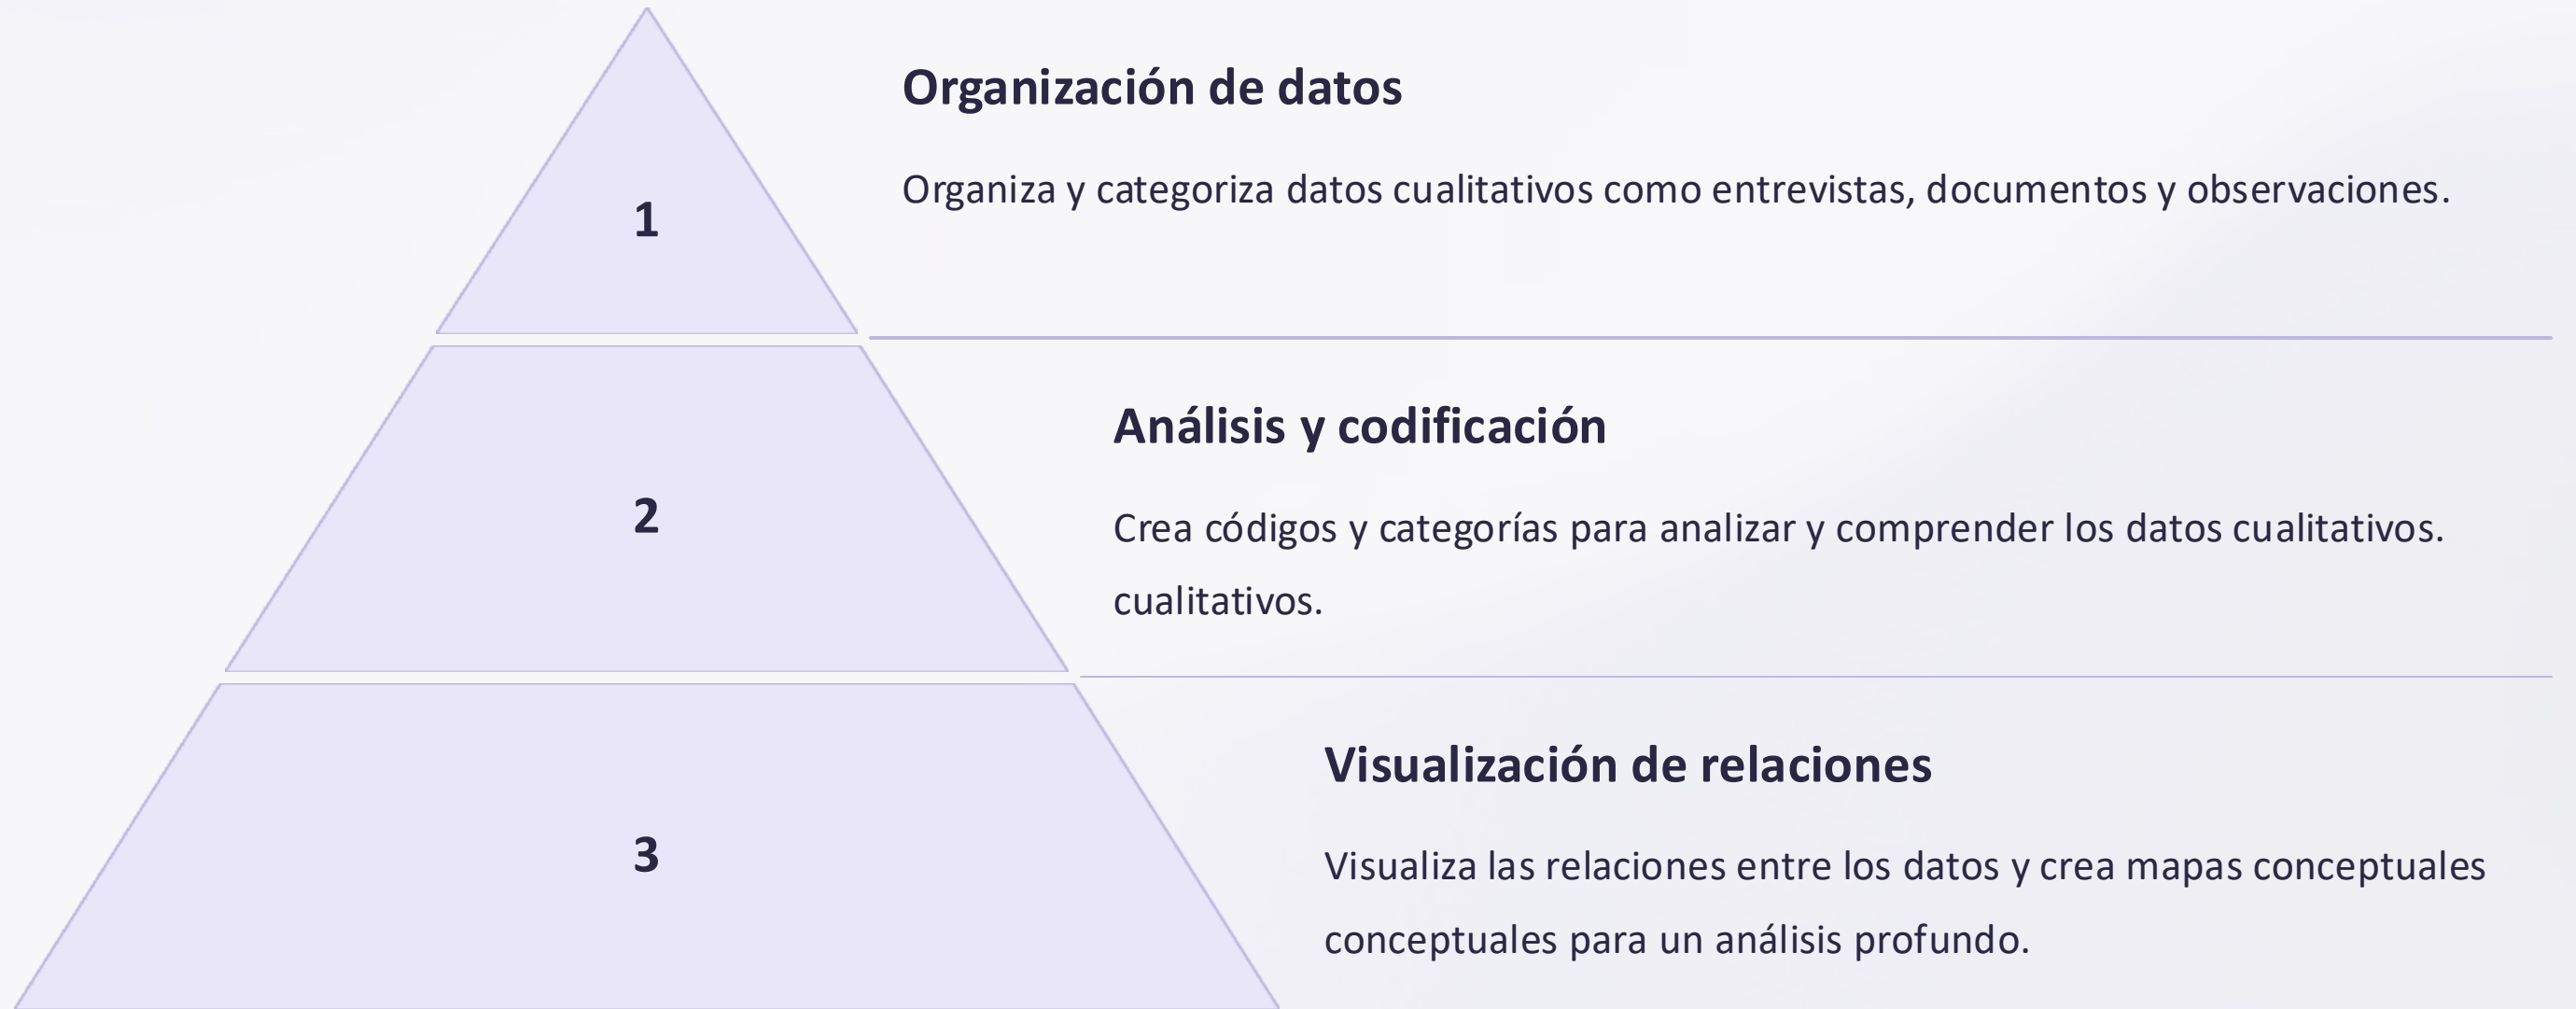 Organización de datos
Organiza y categoriza datos cualitativos como entrevistas, documentos y observaciones.
1
Análisis y codificación
2
Crea códigos y categorías para analizar y comprender los datos cualitativos.
cualitativos.
Visualización de relaciones
3
Visualiza las relaciones entre los datos y crea mapas conceptuales
conceptuales para un análisis profundo.